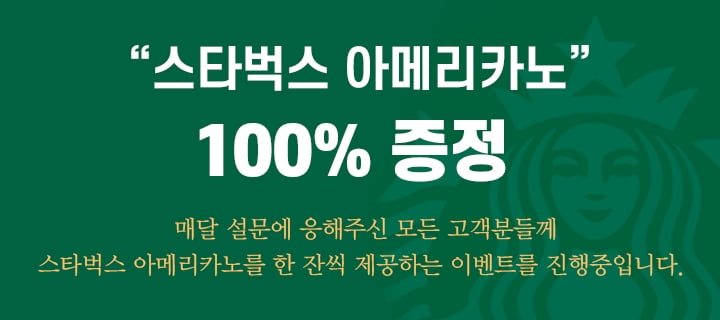 “스타벅스 아메리카노”
100% 증정
매달 설문에 응해주신 모든 고객분들께
스타벅스 아메리카노를 한 잔씩 제공하는 이벤트를 진행중입니다.